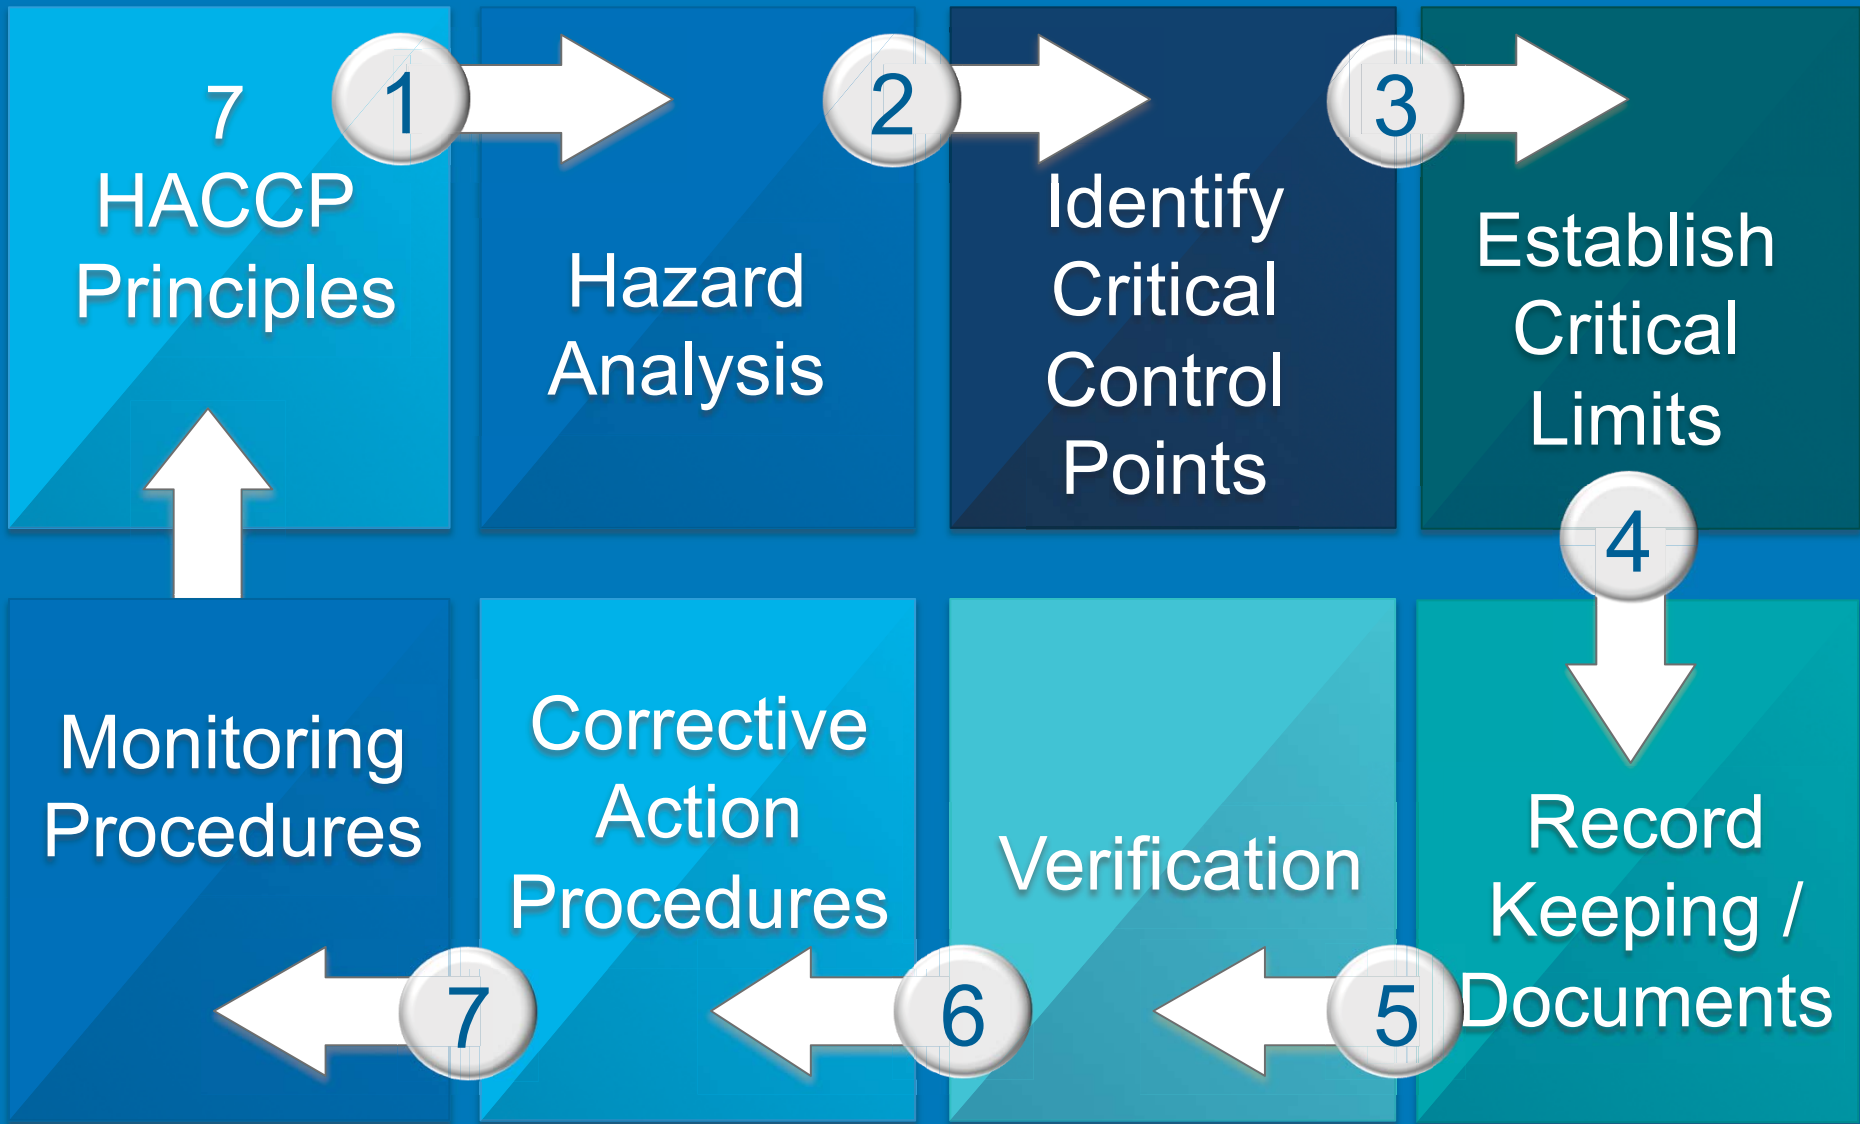 7
HACCP
Principles
1
Hazard
Analysis
2
Identify
Critical
Control
Points
3
Establish
Critical
Limits
4
Record
Keeping /
Documents
5
Verification
6
Corrective
Action
Procedures
7
Monitoring
Procedures